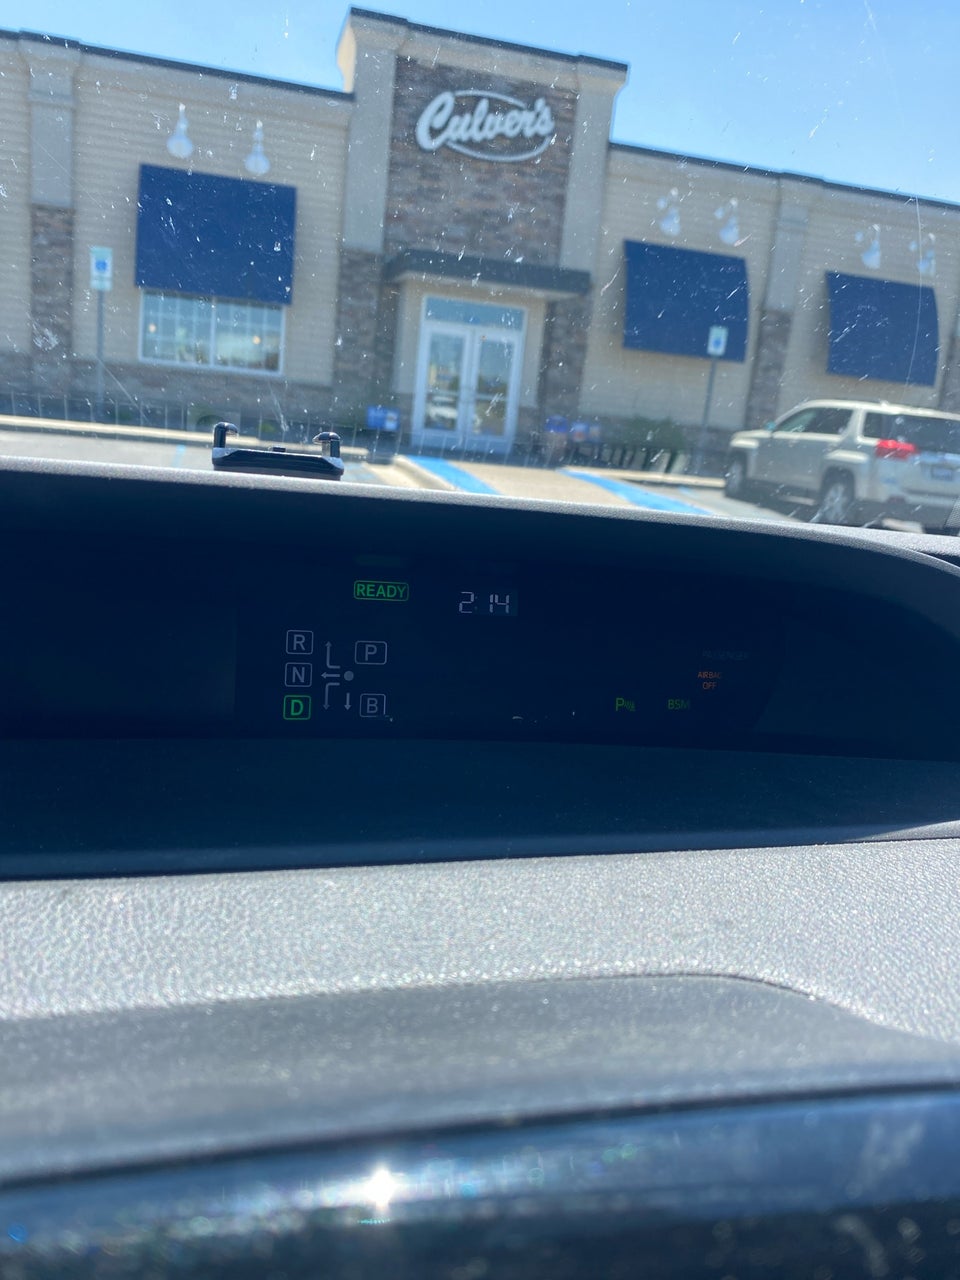 Culver's
READY
2:14
R
P
N
D
B
PASSENGER
AIRBAG
OFF
P
BSM